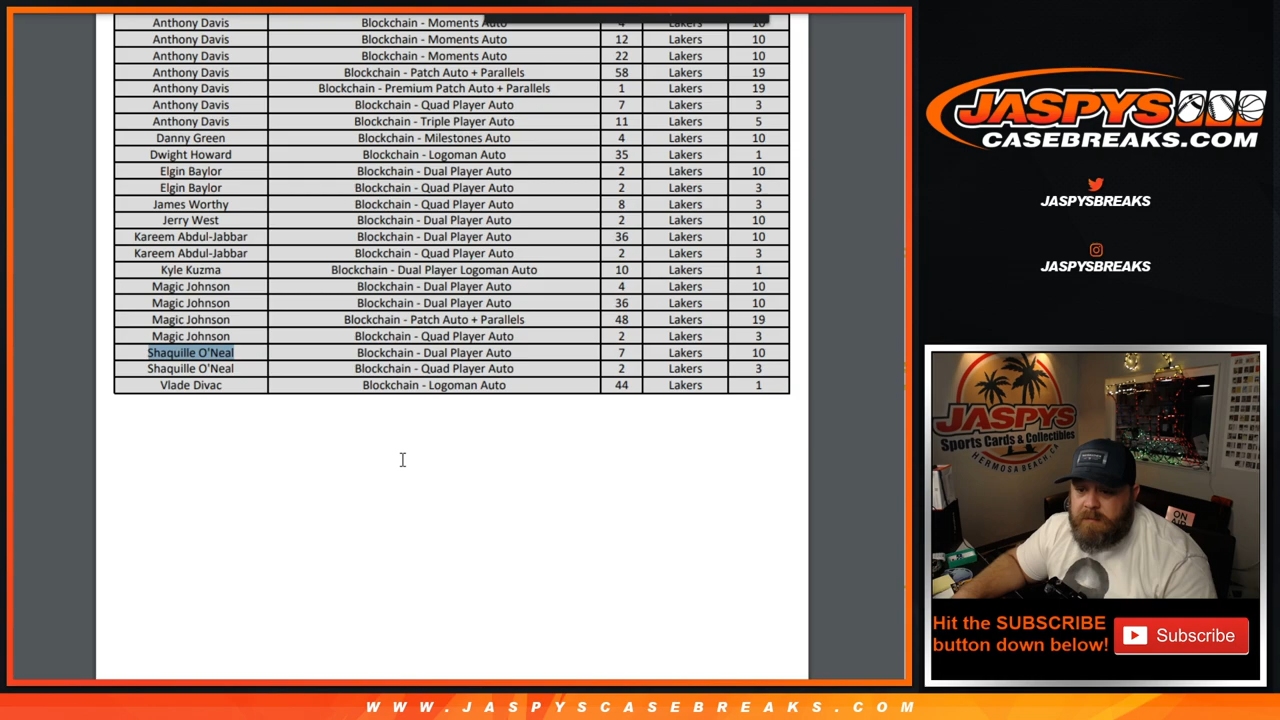 Anthony Davis Blockchain - Moments Auto 4 Lakers 10
Anthony Davis Blockchain - Moments Auto 12 Lakers 10
Anthony Davis Blockchain - Moments Auto 22 Lakers 10
Anthony Davis Blockchain - Patch Auto + Parallels 58 Lakers 19
Anthony Davis Blockchain - Premium Patch Auto + Parallels 1 Lakers 19
Anthony Davis Blockchain - Quad Player Auto 7 Lakers 3
Anthony Davis Blockchain - Triple Player Auto 11 Lakers 5
Danny Green Blockchain - Milestones Auto 4 Lakers 10
Dwight Howard Blockchain - Logoman Auto 35 Lakers 1
Elgin Baylor Blockchain - Dual Player Auto 2 Lakers 10
Elgin Baylor Blockchain - Quad Player Auto 2 Lakers 3
James Worthy Blockchain - Quad Player Auto 8 Lakers 3
Jerry West Blockchain - Dual Player Auto 2 Lakers 10
Kareem Abdul-Jabbar Blockchain - Dual Player Auto 36 Lakers 10
Kareem Abdul-Jabbar Blockchain - Quad Player Auto 2 Lakers 3
Kyle Kuzma Blockchain - Dual Player Logoman Auto 10 Lakers 1
Magic Johnson Blockchain - Dual Player Auto 4 Lakers 10
Magic Johnson Blockchain - Dual Player Auto 36 Lakers 10
Magic Johnson Blockchain - Patch Auto + Parallels 48 Lakers 19
Magic Johnson Blockchain - Quad Player Auto 2 Lakers 3
Shaquille O'Neal Blockchain - Dual Player Auto 7 Lakers 10
Shaquille O'Neal Blockchain - Quad Player Auto 2 Lakers 3
Vlade Divac Blockchain - Logoman Auto 44 Lakers 1
JASPYS
CASEBREAKS.COM
JASPYSBREAKS
JASPYSBREAKS
JASPYS
Sports Cards & Collectibles
HERMOSA BEACH, CA
ON
AIR
Hit the SUBSCRIBE
button down below!
Subscribe
WWW.JASPYSCASEBREAKS.COM